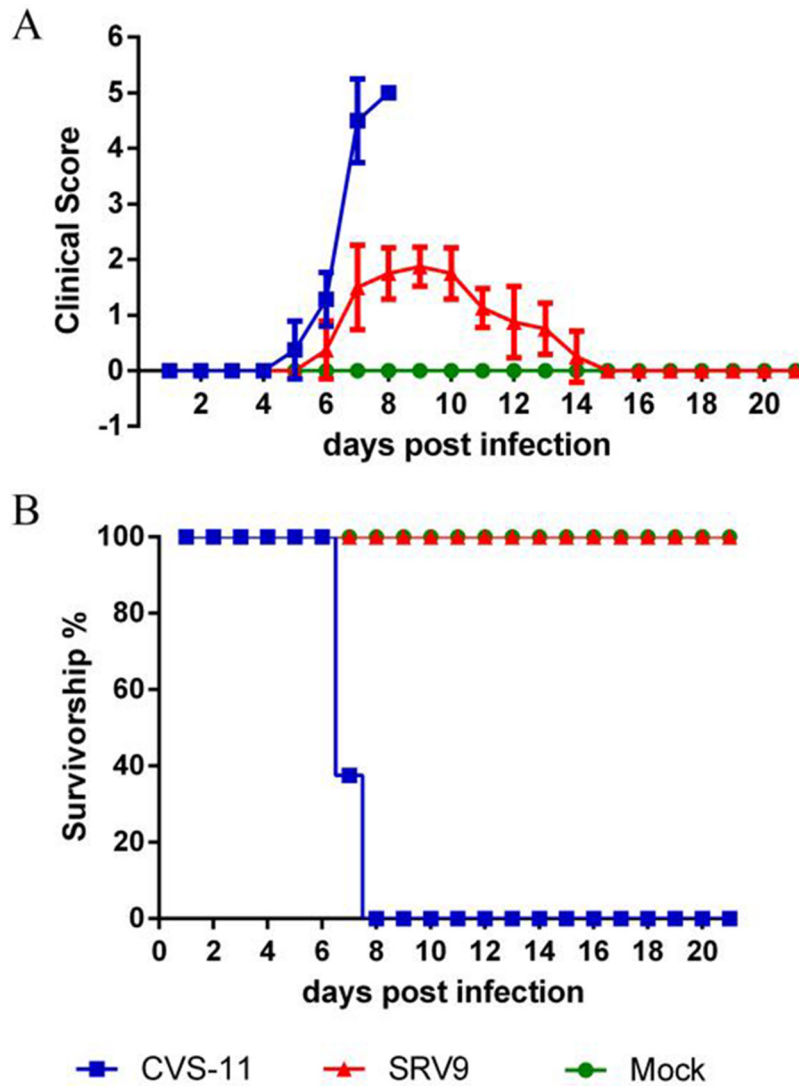 A
6
5
4
3
2
1
0
-1
Clinical Score
2 4 6 8 10 12 14 16 18 20
days post infection
B
100
80
60
40
20
0
Survivorship %
0 2 4 6 8 10 12 14 16 18 20
days post infection
CVS-11 SRV9 Mock